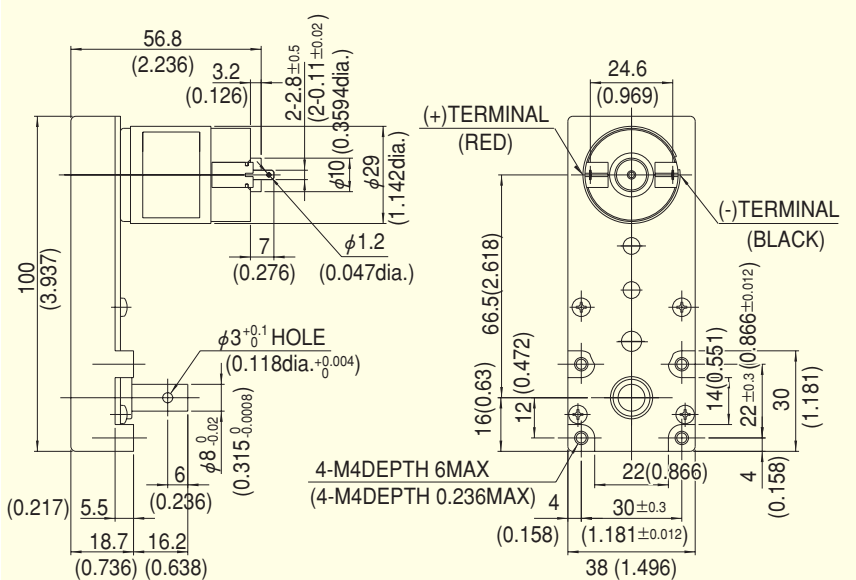 56.8
(2.236)
3.2
(0.126)
2-2.8±0.5
(2-0.11±0.02)
(0.3594dia.)
φ10
φ29
(1.142dia.)
7
(0.276)
φ1.2
(0.047dia.)
100
(3.937)
φ3 +0.1 0 HOLE
(0.118dia. +0.004 0)
φ8 0 -0.02
(0.315 0 -0.0008)
6
(0.236)
(0.217)
5.5
18.7
(0.736)
16.2
(0.638)
24.6
(0.969)
(+)TERMINAL
(RED)
(-)TERMINAL
(BLACK)
66.5(2.618)
16(0.63)
12
(0.472)
14(0.551)
22±0.3
(0.866±0.012)
30
(1.181)
4
(0.158)
4-M4DEPTH 6MAX
(4-M4DEPTH 0.236MAX)
22(0.866)
4
(0.158)
30±0.3
(1.181±0.012)
38 (1.496)